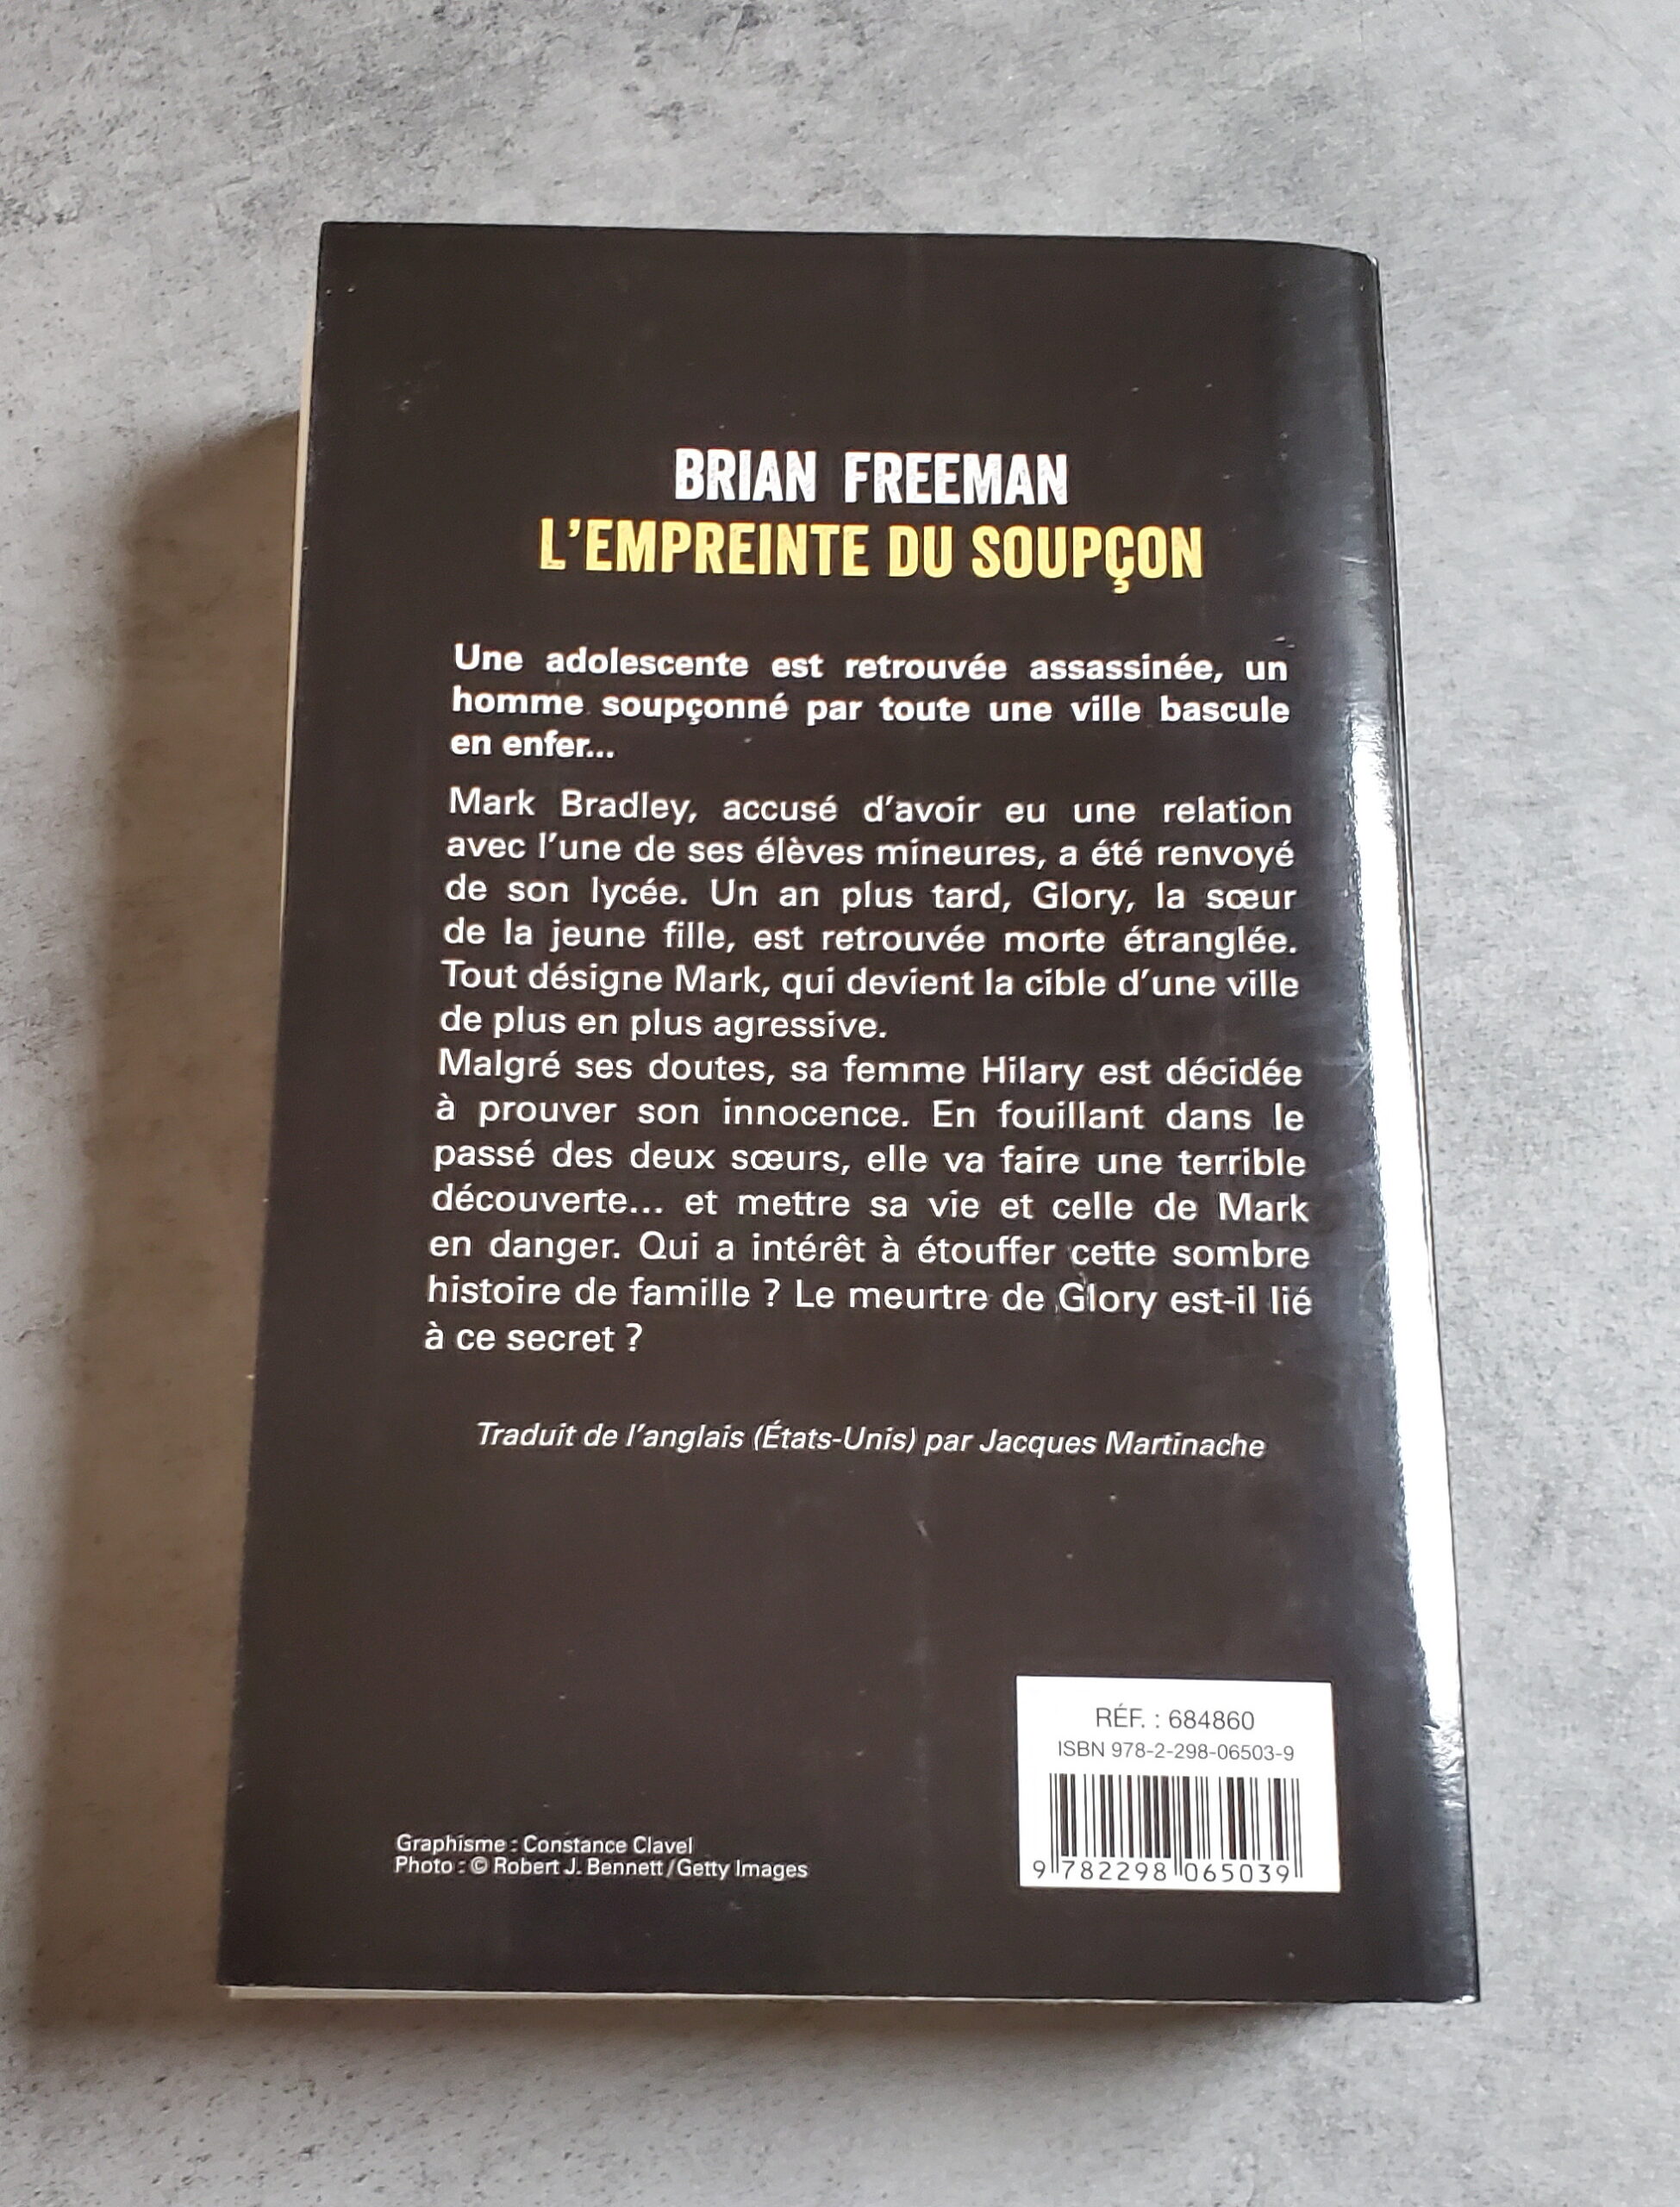 BRIAN FREEMAN
L'EMPREINTE DU SOUPÇON
Une adolescente est retrouvée assassinée, un
homme soupçonné par toute une ville bascule
en enfer...
Mark Bradley, accusé d'avoir eu une relation
avec l'une de ses élèves mineures, a été renvoyé
de son lycée. Un an plus tard, Glory, la sœur
de la jeune fille, est retrouvée morte étranglée.
Tout désigne Mark, qui devient la cible d'une ville
de plus en plus agressive.
Malgré ses doutes, sa femme Hilary est décidée
à prouver son innocence. En fouillant dans le
passé des deux sœurs, elle va faire une terrible
découverte... et mettre sa vie et celle de Mark
en danger. Qui a intérêt à étouffer cette sombre
histoire de famille ? Le meurtre de Glory est-il lié
à ce secret ?
Traduit de l'anglais (États-Unis) par Jacques Martinache
RÉF. : 684860
ISBN 978-2-298-06503-9
9 782298 065039
Graphisme : Constance Clavel
Photo : © Robert J. Bennett / Getty Images